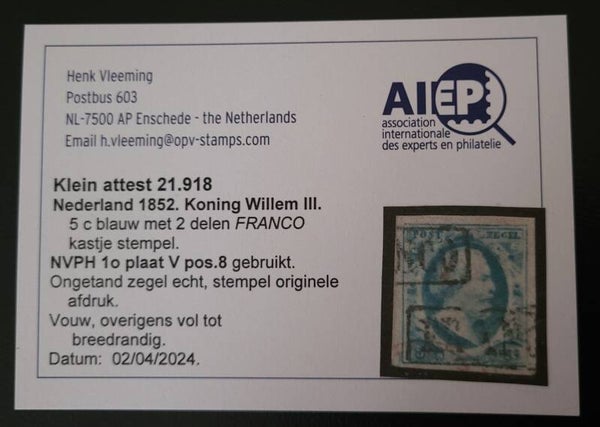 Henk Vleeming
Postbus 603
NL-7500 AP Enschede - the Netherlands
Email h.vleeming@opv-stamps.com
AIEP
association
internationale
des experts en philatélie
Klein attest 21.918
Nederland 1852. Koning Willem III.
5 c blauw met 2 delen FRANCO
kastje stempel.
NVPH 1o plaat V pos.8 gebruikt.
Ongetand zegel echt, stempel originele
afdruk.
Vouw, overigens vol tot
breedrandig.
Datum: 02/04/2024.
POST ZEGEL